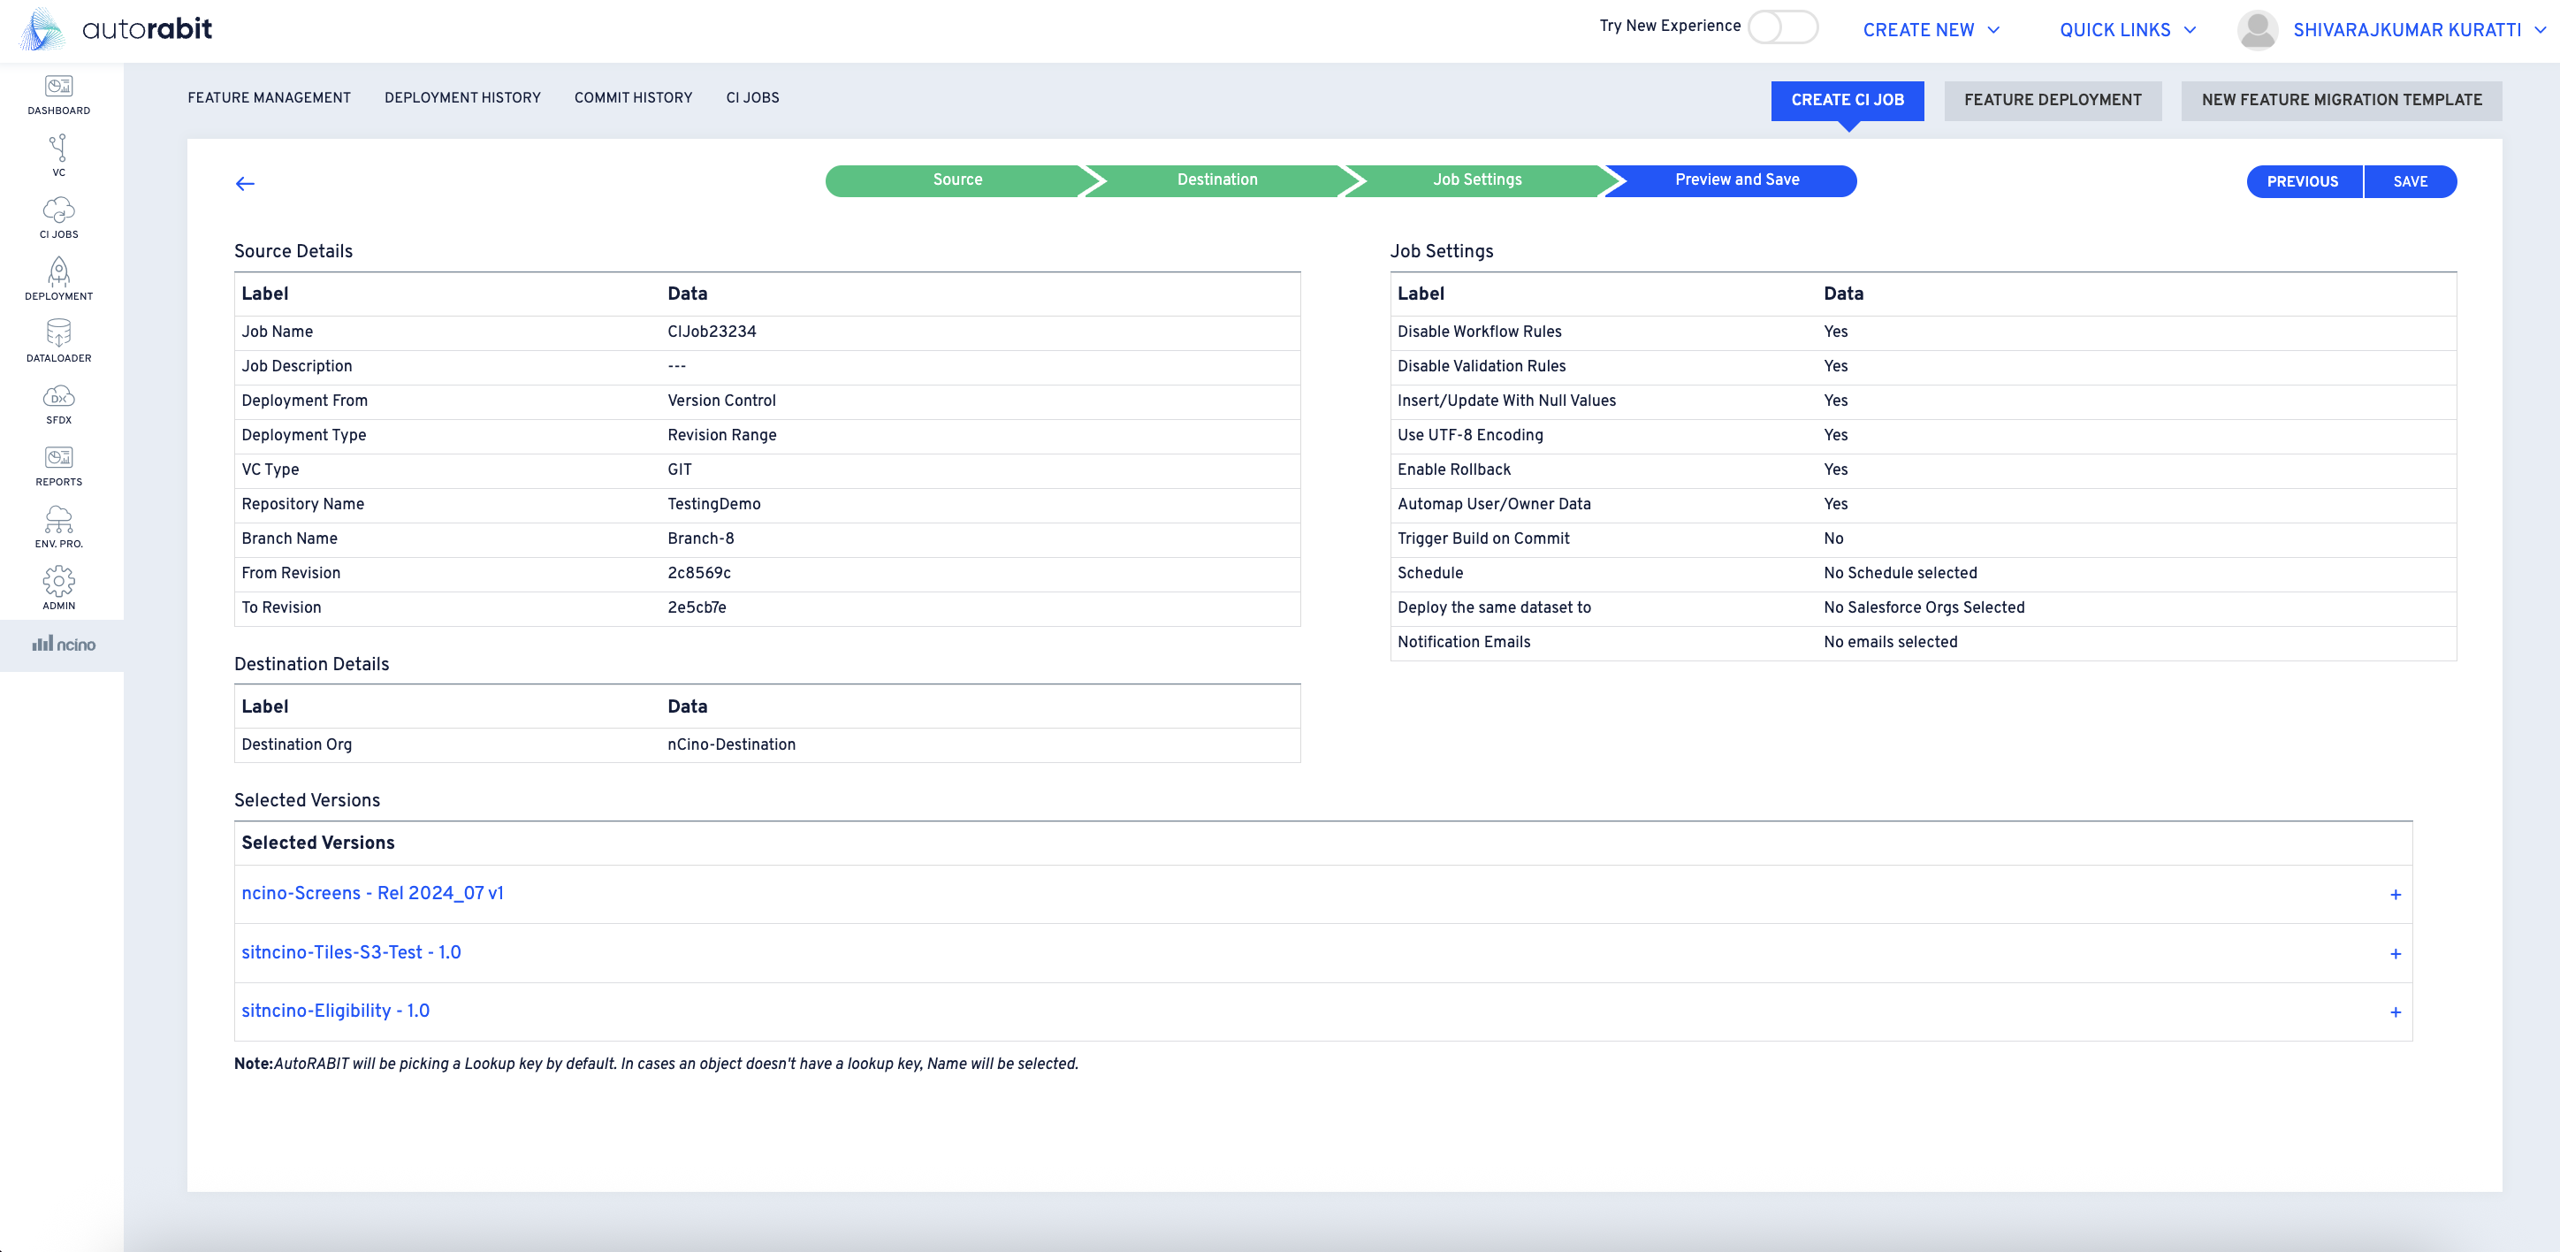 autorabit
Try New Experience
CREATE NEW
QUICK LINKS
SHIVARAJKUMAR KURATTI
DASHBOARD
VC
CI JOBS
DEPLOYMENT
DATALOADER
DX
SFDX
REPORTS
ENV. PRO.
ADMIN
ncino
FEATURE MANAGEMENT
DEPLOYMENT HISTORY
COMMIT HISTORY
CI JOBS
CREATE CI JOB
FEATURE DEPLOYMENT
NEW FEATURE MIGRATION TEMPLATE
Source
Destination
Job Settings
Preview and Save
PREVIOUS
SAVE
Source Details
Label Data
Job Name CIJob23234
Job Description ---
Deployment From Version Control
Deployment Type Revision Range
VC Type GIT
Repository Name TestingDemo
Branch Name Branch-8
From Revision 2c8569c
To Revision 2e5cb7e
Destination Details
Label Data
Destination Org nCino-Destination
Job Settings
Label Data
Disable Workflow Rules Yes
Disable Validation Rules Yes
Insert/Update With Null Values Yes
Use UTF-8 Encoding Yes
Enable Rollback Yes
Automap User/Owner Data Yes
Trigger Build on Commit No
Schedule No Schedule selected
Deploy the same dataset to No Salesforce Orgs Selected
Notification Emails No emails selected
Selected Versions
Selected Versions
ncino-Screens - Rel 2024_07 v1 +
sitncino-Tiles-S3-Test - 1.0 +
sitncino-Eligibility - 1.0 +
Note:AutoRABIT will be picking a Lookup key by default. In cases an object doesn't have a lookup key, Name will be selected.